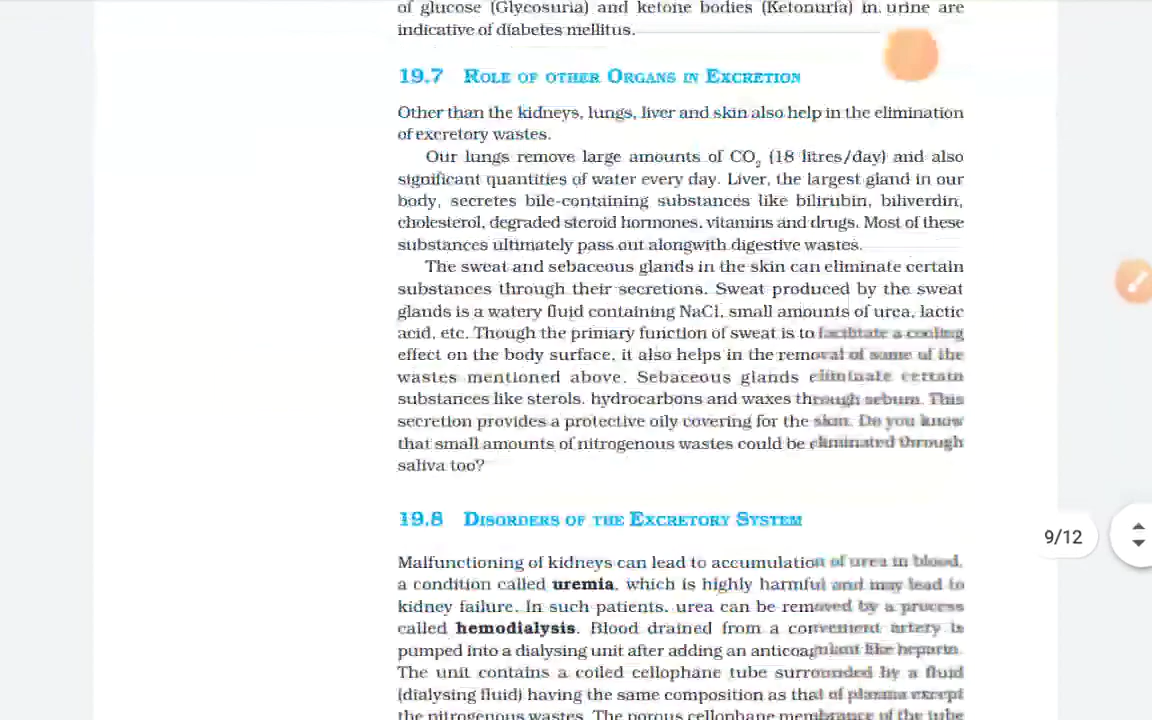 of glucose (Glycosuria) and ketone bodies (Ketonuria) in urine are
indicative of diabetes mellitus.
19.7 Role of other Organs in Excretion
Other than the kidneys, lungs, liver and skin also help in the elimination
of excretory wastes.
Our lungs remove large amounts of CO₂ (18 litres/day) and also
significant quantities of water every day. Liver, the largest gland in our
body, secretes bile-containing substances like bilirubin, biliverdin,
cholesterol, degraded steroid hormones, vitamins and drugs. Most of these
substances ultimately pass out alongwith digestive wastes.
The sweat and sebaceous glands in the skin can eliminate certain
substances through their secretions. Sweat produced by the sweat
glands is a watery fluid containing NaCl, small amounts of urea, lactic
acid, etc. Though the primary function of sweat is to facilitate a cooling
effect on the body surface, it also helps in the removal of some of the
wastes mentioned above. Sebaceous glands eliminate certain
substances like sterols, hydrocarbons and waxes through sebum. This
secretion provides a protective oily covering for the skin. Do you know
that small amounts of nitrogenous wastes could be eliminated through
saliva too?
19.8 Disorders of the Excretory System
Malfunctioning of kidneys can lead to accumulation of urea in blood,
a condition called uremia, which is highly harmful and may lead to
kidney failure. In such patients, urea can be removed by a process
called hemodialysis. Blood drained from a convenient artery is
pumped into a dialysing unit after adding an anticoagulant like heparin.
The unit contains a coiled cellophane tube surrounded by a fluid
(dialysing fluid) having the same composition as that of plasma except
the nitrogenous wastes. The porous cellophane membrance of the tube
9/12